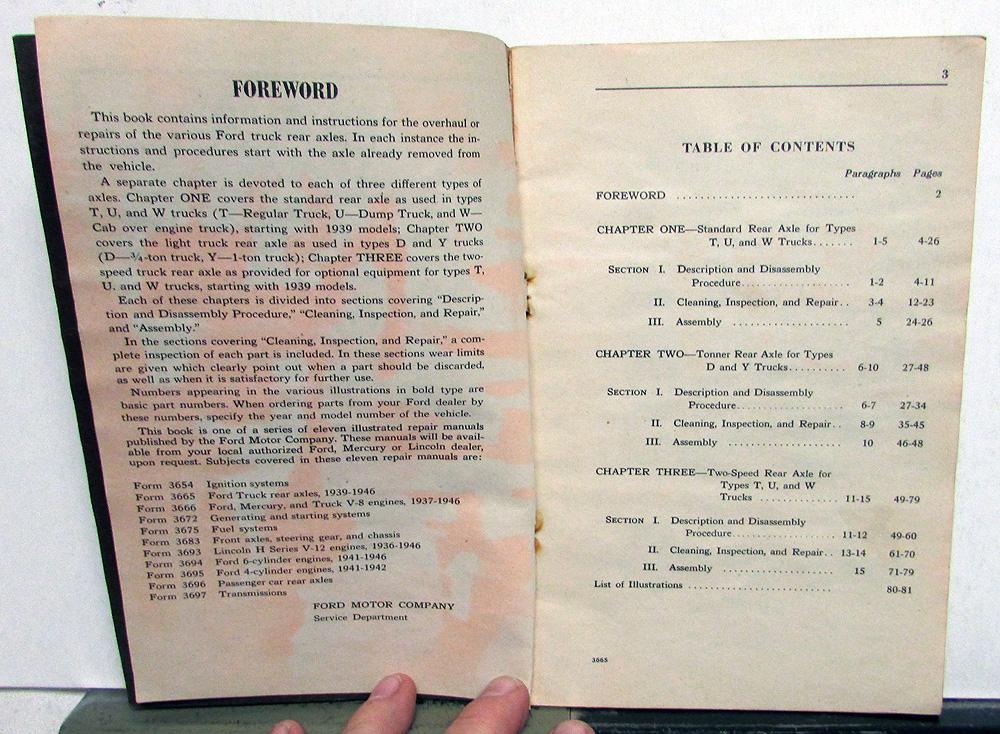 FOREWORD
This book contains information and instructions for the overhaul or
repairs of the various Ford truck rear axles. In each instance the in-
structions and procedures start with the axle already removed from
the vehicle.
A separate chapter is devoted to each of three different types of
axles. Chapter ONE covers the standard rear axle as used in types
T, U, and W trucks (T—Regular Truck, U—Dump Truck, and W—
Cab over engine truck), starting with 1939 models; Chapter TWO
covers the light truck rear axle as used in types D and Y trucks
(D—¾-ton truck, Y—1-ton truck); Chapter THREE covers the two-
speed truck rear axle as provided for optional equipment for types T,
U. and W trucks, starting with 1939 models.
Each of these chapters is divided into sections covering "Descrip-
tion and Disassembly Procedure," "Cleaning, Inspection, and Repair,"
and "Assembly."
In the sections covering "Cleaning, Inspection, and Repair," a com-
plete inspection of each part is included. In these sections wear limits
are given which clearly point out when a part should be discarded,
as well as when it is satisfactory for further use.
Numbers appearing in the various illustrations in bold type are
basic part numbers. When ordering parts from your Ford dealer by
these numbers, specify the year and model number of the vehicle.
This book is one of a series of eleven illustrated repair manuals
published by the Ford Motor Company. These manuals will be avail-
able from your local authorized Ford, Mercury or Lincoln dealer,
upon request. Subjects covered in these eleven repair manuals are:
Form 3654 Ignition systems
Form 3665 Ford Truck rear axles, 1939-1946
Form 3666 Ford, Mercury, and Truck V-8 engines, 1937-1946
Form 3672 Generating and starting systems
Form 3675 Fuel systems
Form 3683 Front axles, steering gear, and chassis
Form 3693 Lincoln H Series V-12 engines, 1936-1946
Form 3694 Ford 6-cylinder engines, 1941-1946
Form 3695 Ford 4-cylinder engines, 1941-1942
Form 3696 Passenger car rear axles
Form 3697 Transmissions
FORD MOTOR COMPANY
Service Department
3
TABLE OF CONTENTS
Paragraphs Pages
FOREWORD .............................. 2
CHAPTER ONE—Standard Rear Axle for Types
T, U, and W Trucks....... 1-5 4-26
SECTION I. Description and Disassembly
Procedure.................... 1-2 4-11
II. Cleaning, Inspection, and Repair.. 3-4 12-23
III. Assembly ..................... 5 24-26
CHAPTER TWO—Tonner Rear Axle for Types
D and Y Trucks.......... 6-10 27-48
SECTION I. Description and Disassembly
Procedure.................... 6-7 27-34
II. Cleaning, Inspection, and Repair.. 8-9 35-45
III. Assembly ..................... 10 46-48
CHAPTER THREE—Two-Speed Rear Axle for
Types T, U, and W
Trucks ................ 11-15 49-79
SECTION I. Description and Disassembly
Procedure.................... 11-12 49-60
II. Cleaning, Inspection, and Repair.. 13-14 61-70
III. Assembly ..................... 15 71-79
List of Illustrations ............................ 80-81
3665